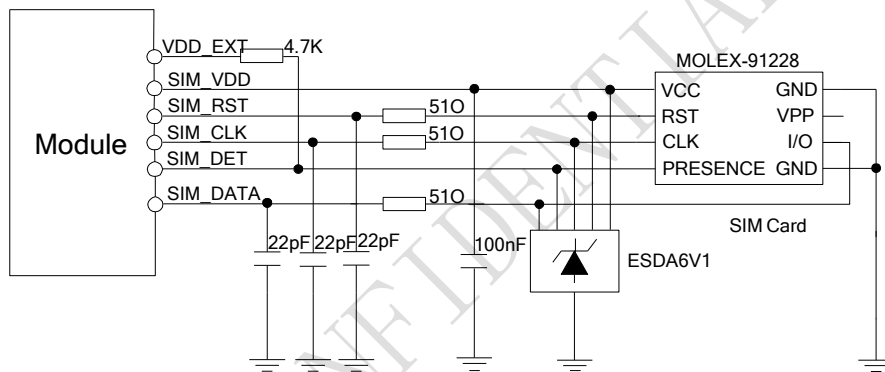 VDD_EXT 4.7K
MOLEX-91228
SIM_VDD
VCC GND
SIM_RST 51O
RST VPP
Module
SIM_CLK 51O
CLK I/O
SIM_DET
PRESENCE GND
SIM_DATA 51O
SIM Card
22pF 22pF 22pF 100nF
ESDA6V1
NFIDENTIAL